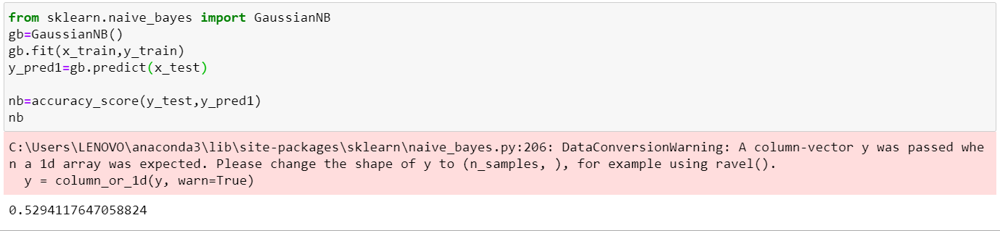 from sklearn.naive_bayes import GaussianNB
gb=GaussianNB()
gb.fit(x_train,y_train)
y_pred1=gb.predict(x_test)
nb=accuracy_score(y_test,y_pred1)
nb
C:\Users\LENOVO\anaconda3\lib\site-packages\sklearn\naive_bayes.py:206: DataConversionWarning: A column-vector y was passed whe
n a 1d array was expected. Please change the shape of y to (n_samples, ), for example using ravel().
  y = column_or_1d(y, warn=True)
0.5294117647058824